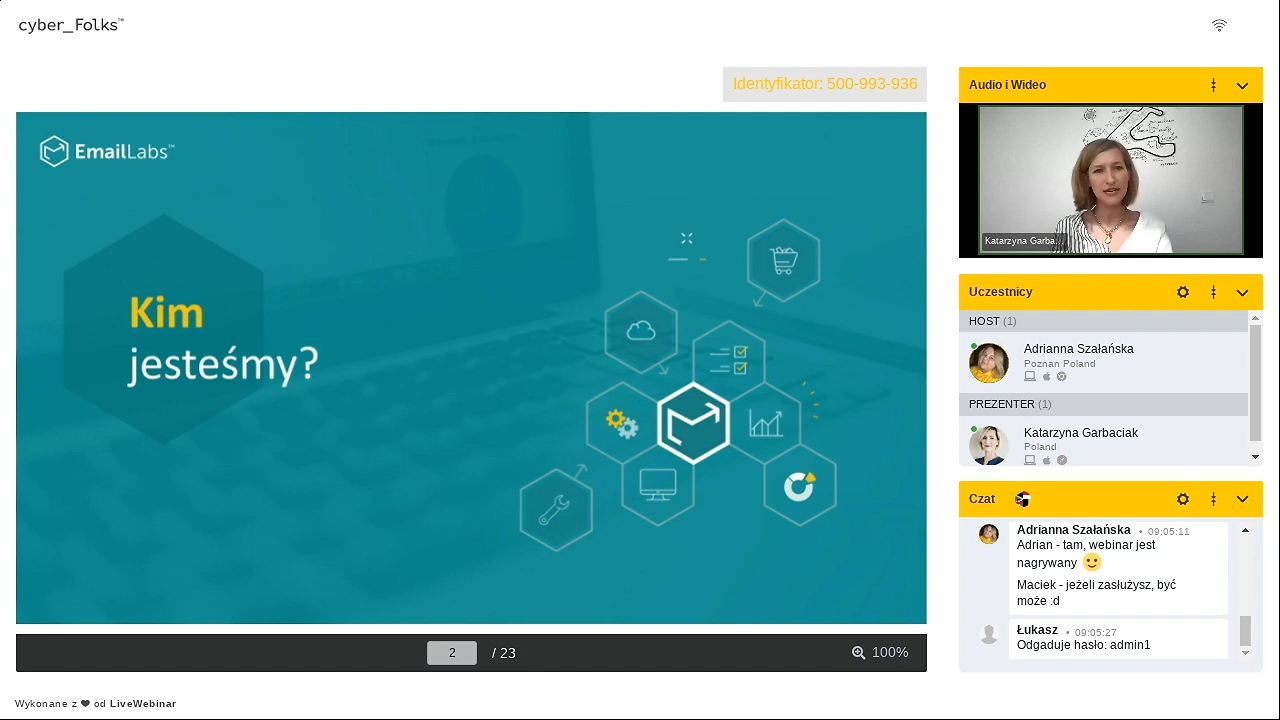 cyber_Folks™
Identyfikator: 500-993-936
EmailLabs™
Kim
jesteśmy?
2 / 23
100%
Wykonane z ❤ od LiveWebinar
Audio i Wideo
Katarzyna Garba...
Uczestnicy
HOST (1)
Adrianna Szałańska
Poznan Poland
PREZENTER (1)
Katarzyna Garbaciak
Poland
Czat
Adrianna Szałańska • 09:05:11
Adrian - tam, webinar jest
nagrywany 🙂
Maciek - jeżeli zasłużysz, być
może :d
Łukasz • 09:05:27
Odgaduje hasło: admin1